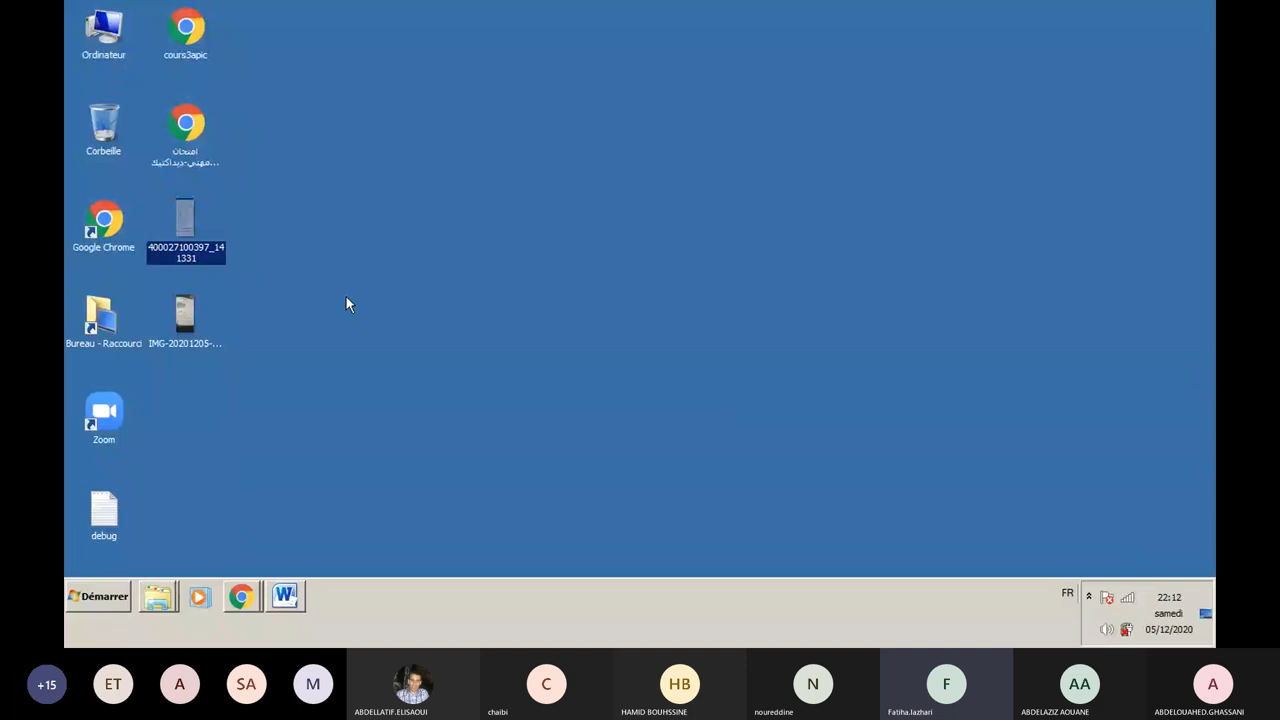 Ordinateur
cours3apic
Corbeille
امتحان
مهني-ديداكتيك...
Google Chrome
400027100397_14
1331
Bureau - Raccourci
IMG-20201205-...
Zoom
debug
Démarrer
W
FR
22:12
samedi
05/12/2020
+15
ET
A
SA
M
ABDELLATIF.ELISAOUI
C
chaibi
HB
HAMID BOUHSSINE
N
noureddine
F
Fatiha.lazhari
AA
ABDELAZIZ AOUANE
A
ABDELOUAHED.GHASSANI